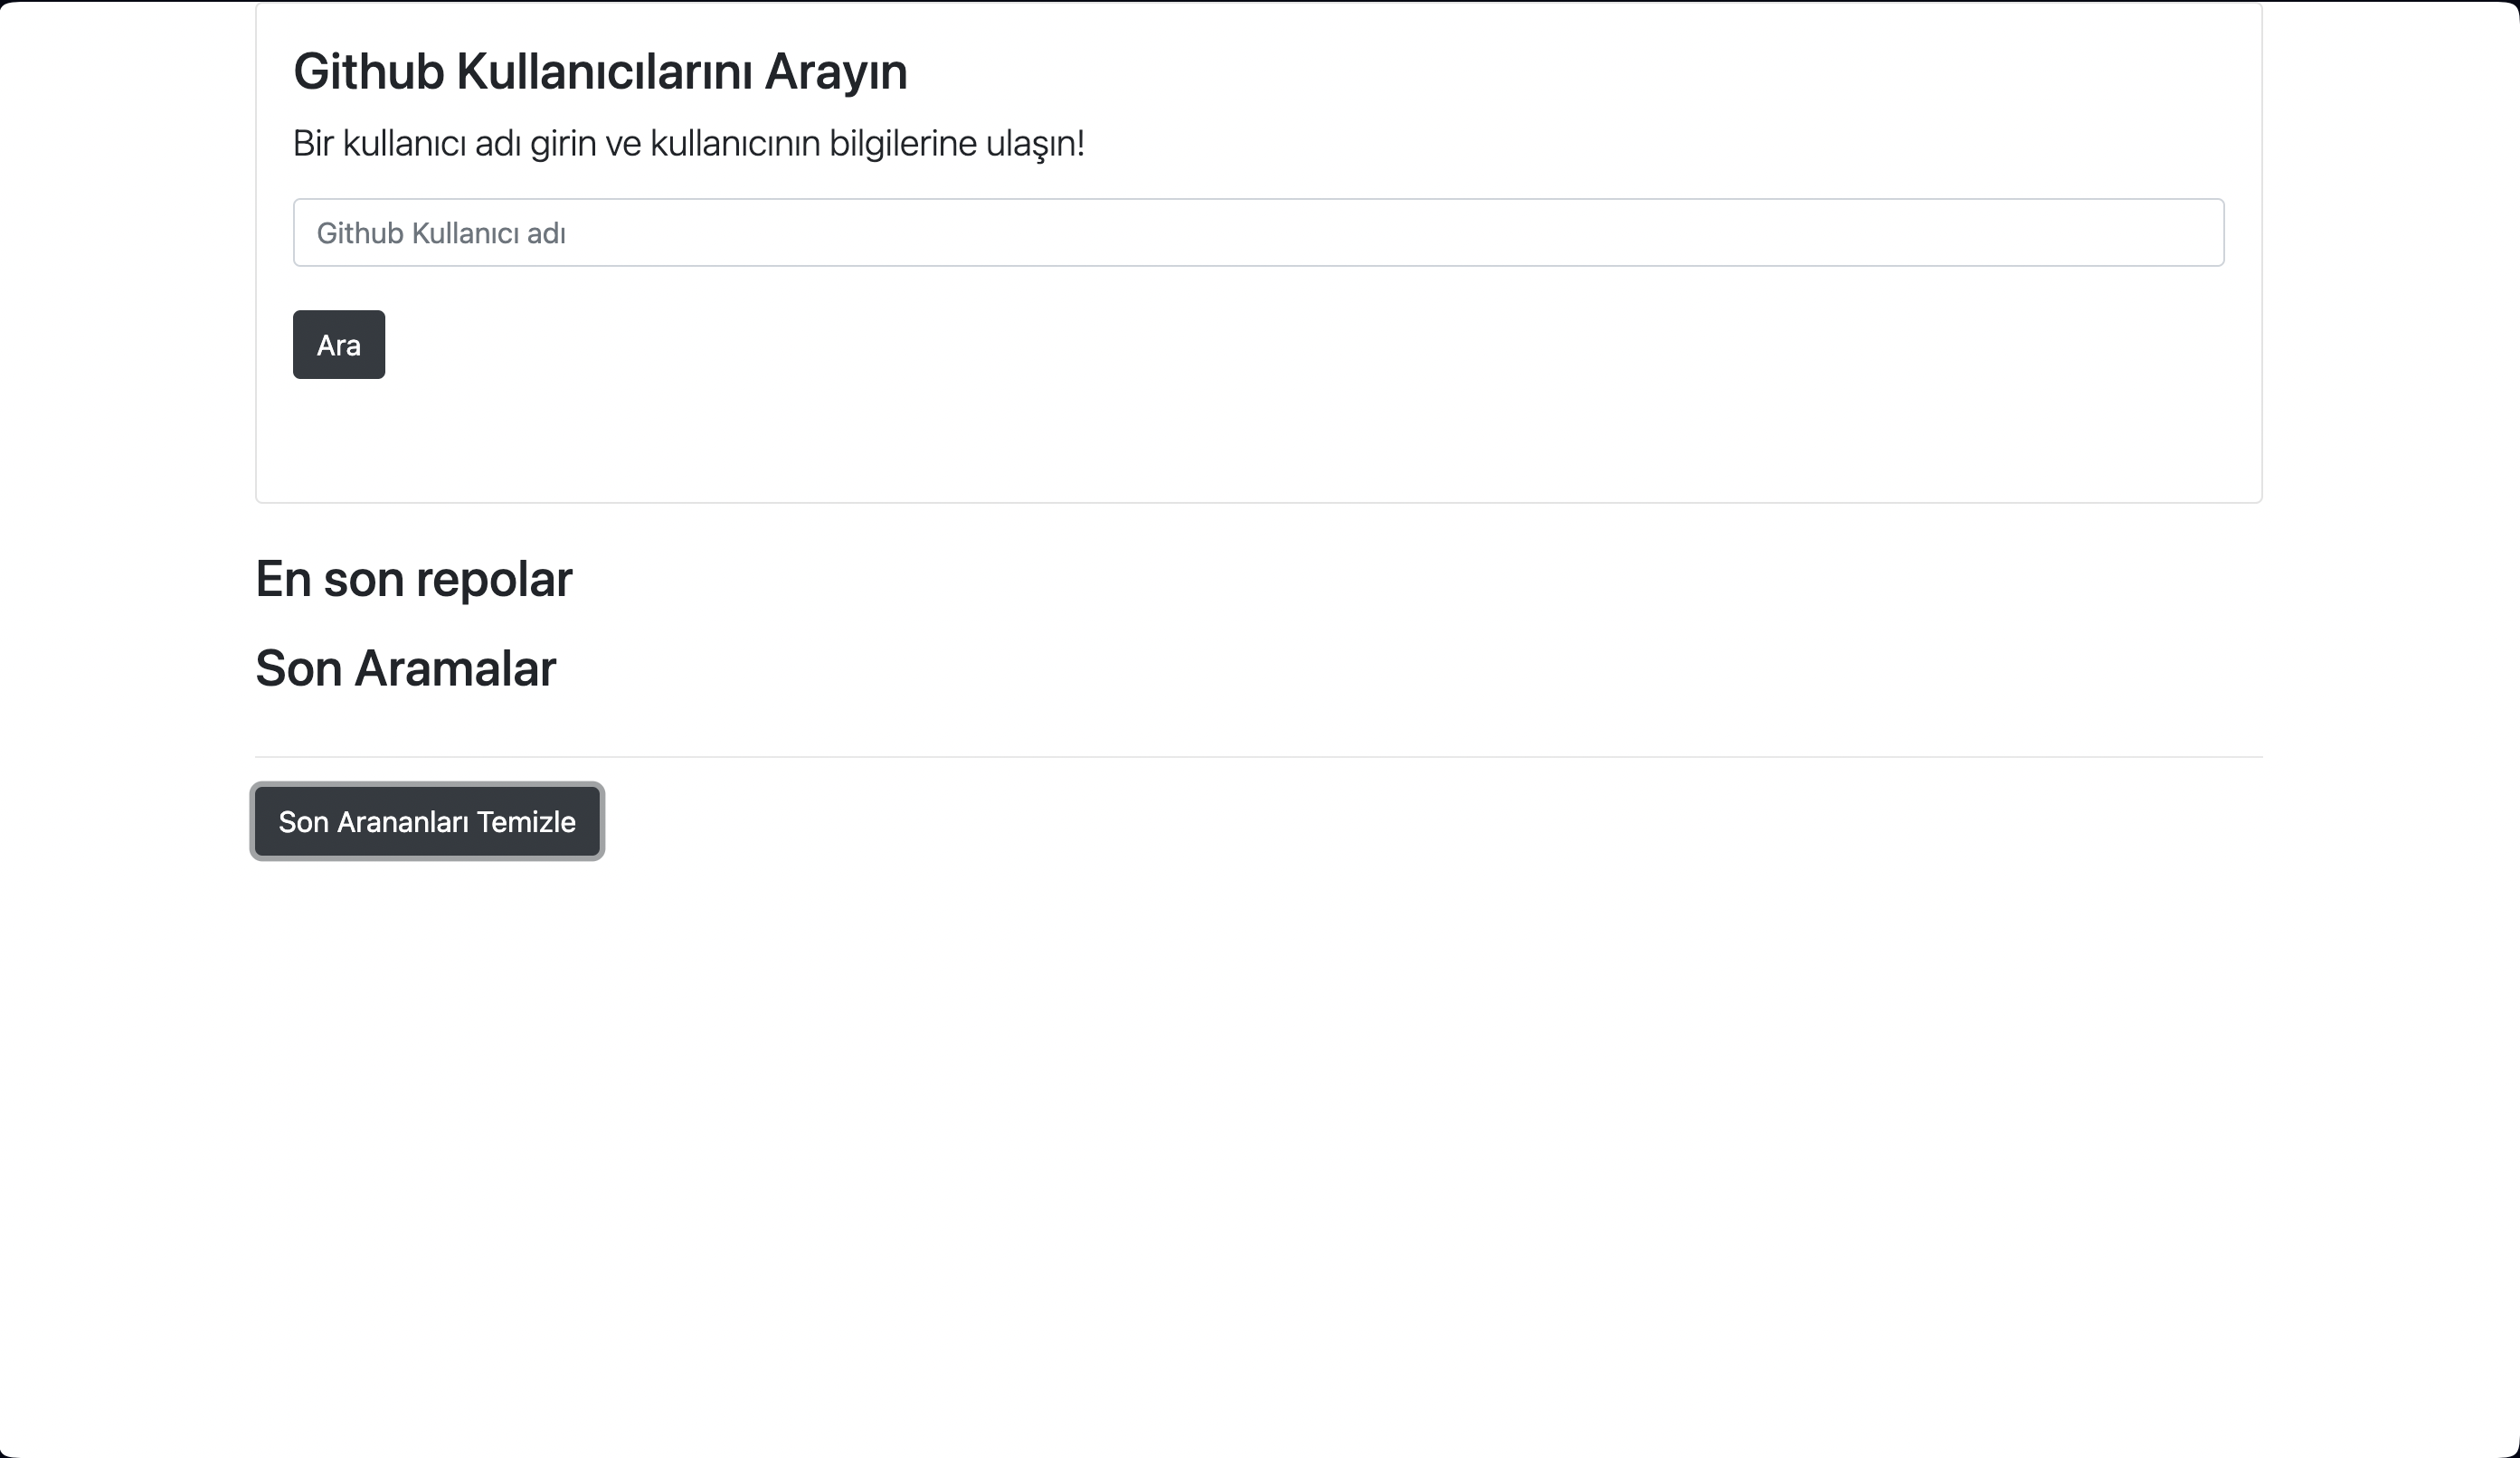 Github Kullanıcılarını Arayın
Bir kullanıcı adı girin ve kullanıcının bilgilerine ulaşın!
Github Kullanıcı adı
Ara
En son repolar
Son Aramalar
Son Arananları Temizle